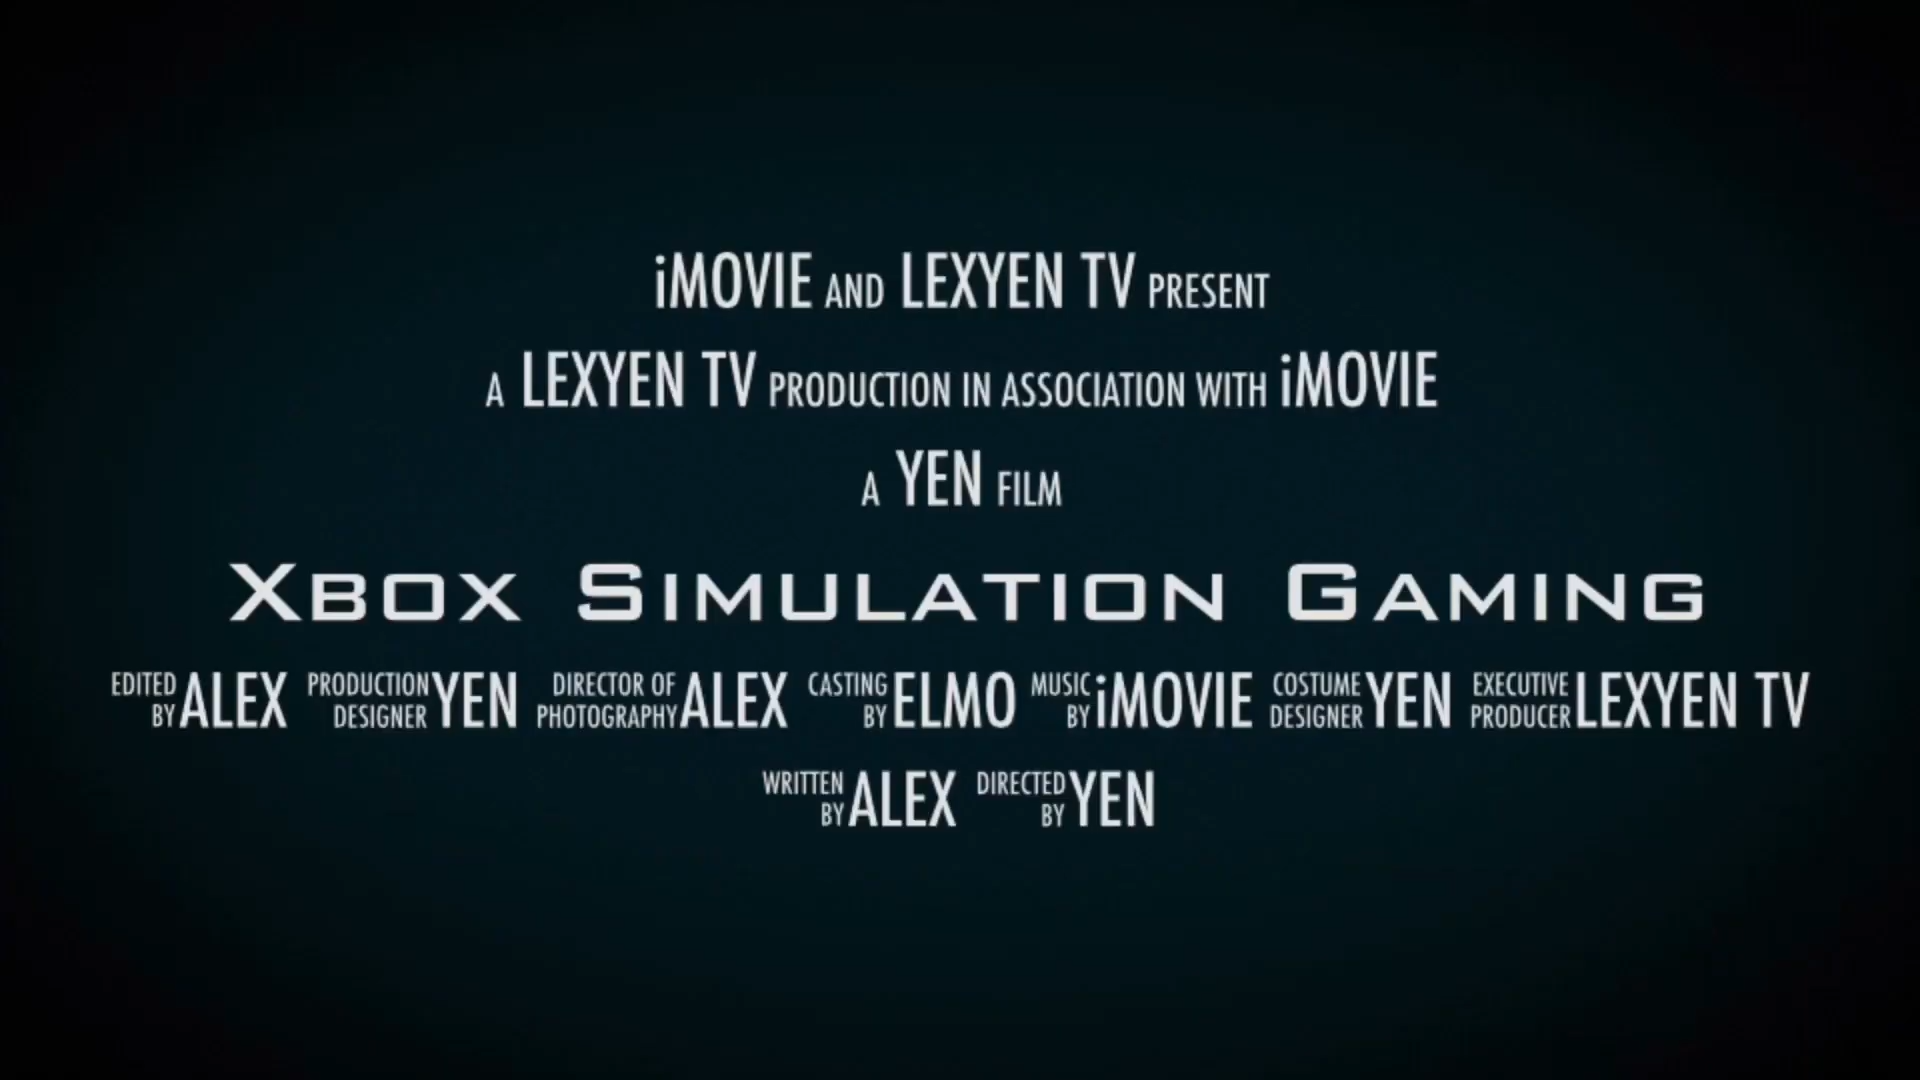 iMOVIE AND LEXYEN TV PRESENT
A LEXYEN TV PRODUCTION IN ASSOCIATION WITH iMOVIE
A YEN FILM
XBOX SIMULATION GAMING
EDITED BY ALEX PRODUCTION DESIGNER YEN DIRECTOR OF PHOTOGRAPHY ALEX CASTING BY ELMO MUSIC BY iMOVIE COSTUME DESIGNER YEN EXECUTIVE PRODUCER LEXYEN TV
WRITTEN BY ALEX DIRECTED BY YEN